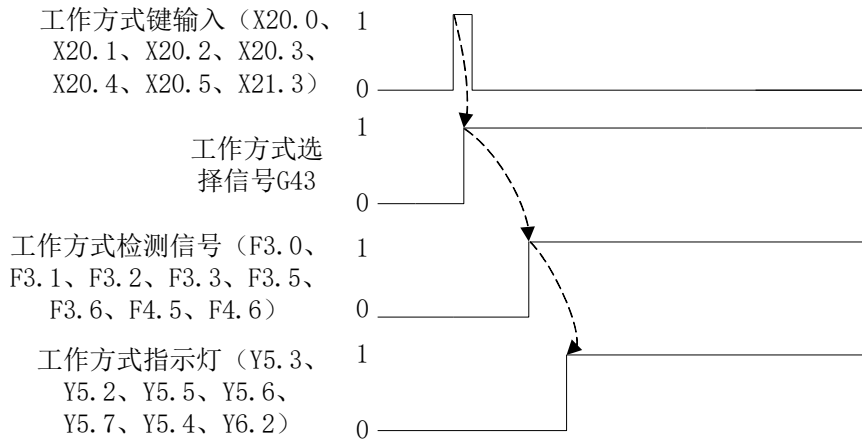 工作方式键输入（X20.0、
X20.1、X20.2、X20.3、
X20.4、X20.5、X21.3）
1
0
工作方式选
择信号G43
1
0
工作方式检测信号（F3.0、
F3.1、F3.2、F3.3、F3.5、
F3.6、F4.5、F4.6）
1
0
工作方式指示灯（Y5.3、
Y5.2、Y5.5、Y5.6、
Y5.7、Y5.4、Y6.2）
1
0